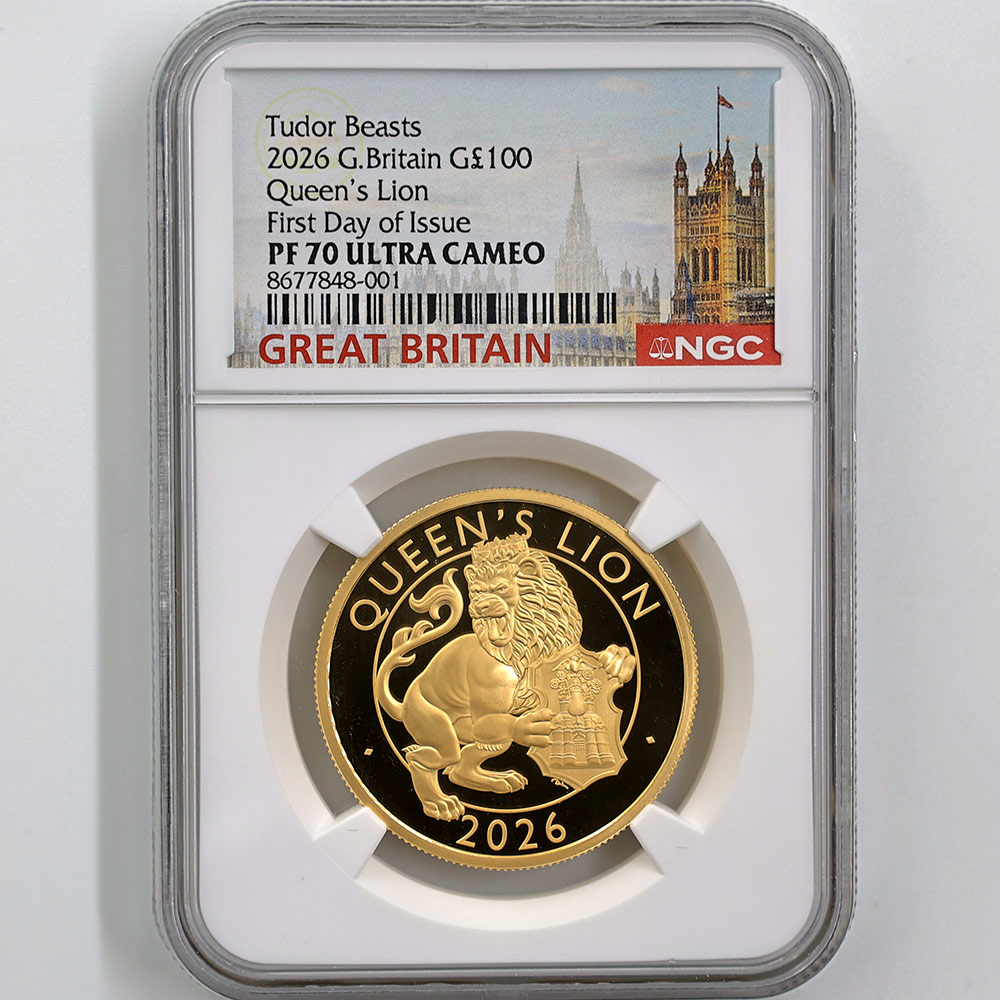 Tudor Beasts
2026 G.Britain G£100
Queen's Lion
First Day of Issue
PF 70 ULTRA CAMEO
8677848-001
GREAT BRITAIN
NGC
QUEEN'S LION
2026